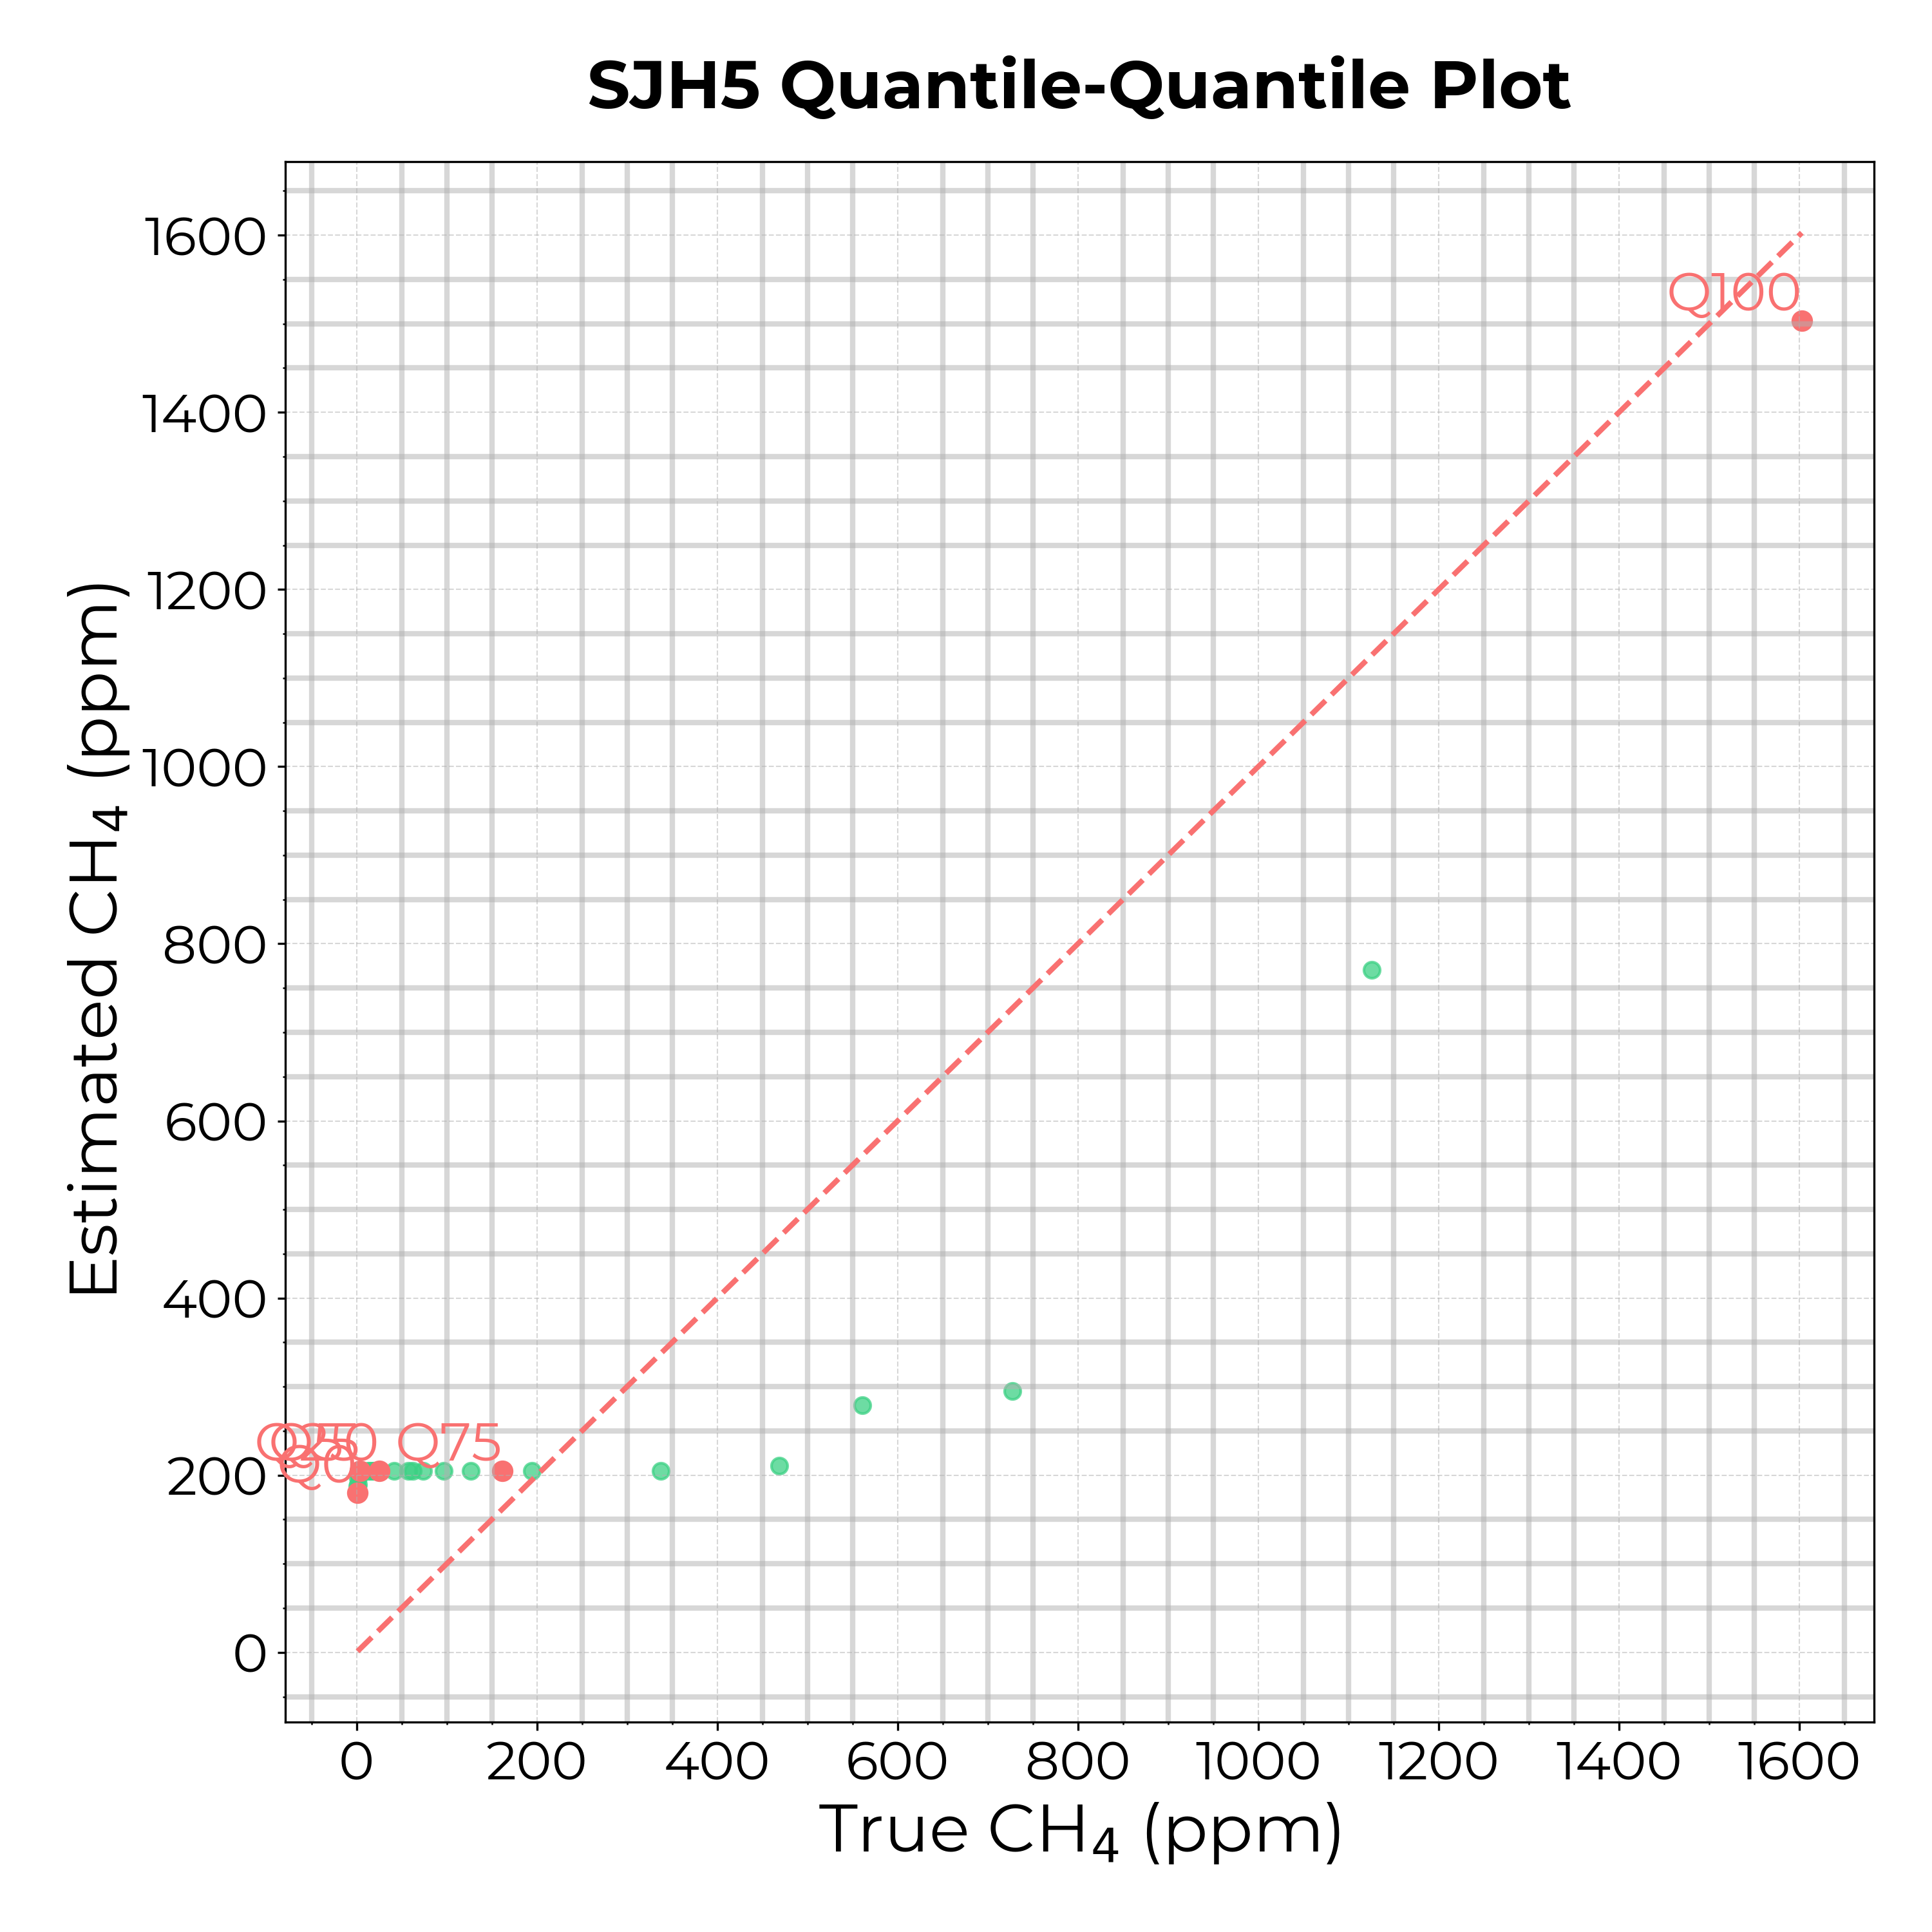 SJH5 Quantile-Quantile Plot
1600
1400
1200
1000
800
600
400
200
0
Estimated CH₄ (ppm)
Q100
Q75
Q0
0 200 400 600 800 1000 1200 1400 1600
True CH₄ (ppm)